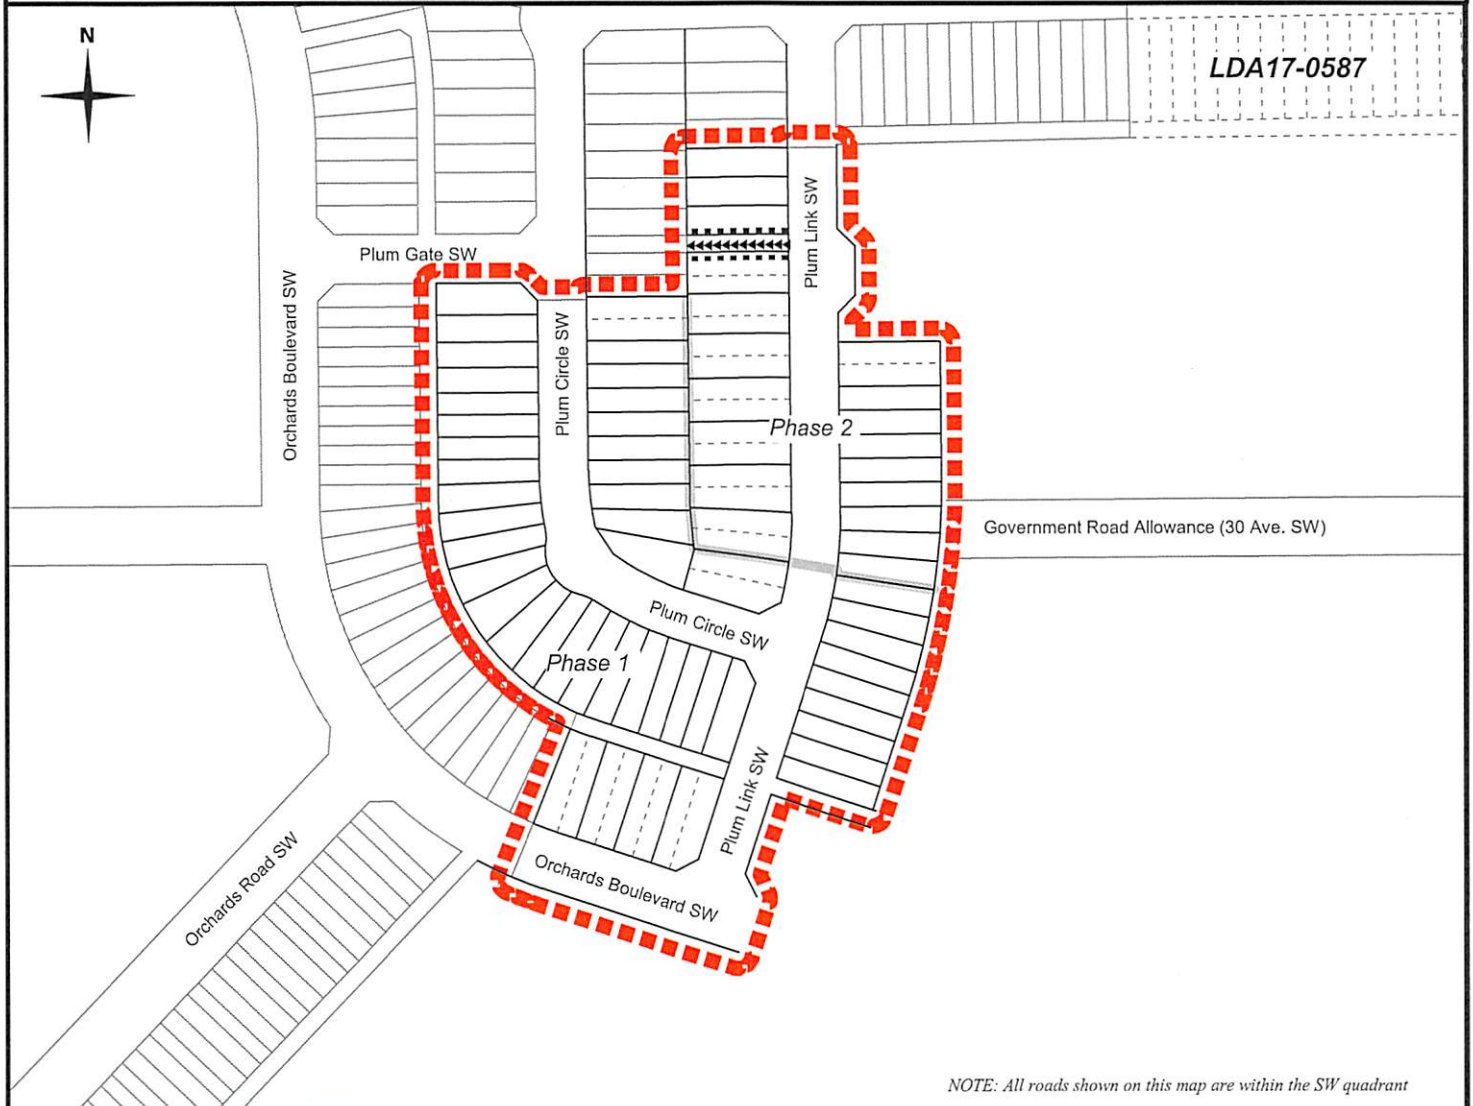 N
LDA17-0587
Plum Link SW
Plum Gate SW
Orchards Boulevard SW
Plum Circle SW
Phase 2
Government Road Allowance (30 Ave. SW)
Plum Circle SW
Phase 1
Plum Link SW
Orchards Boulevard SW
Orchards Road SW
NOTE: All roads shown on this map are within the SW quadrant